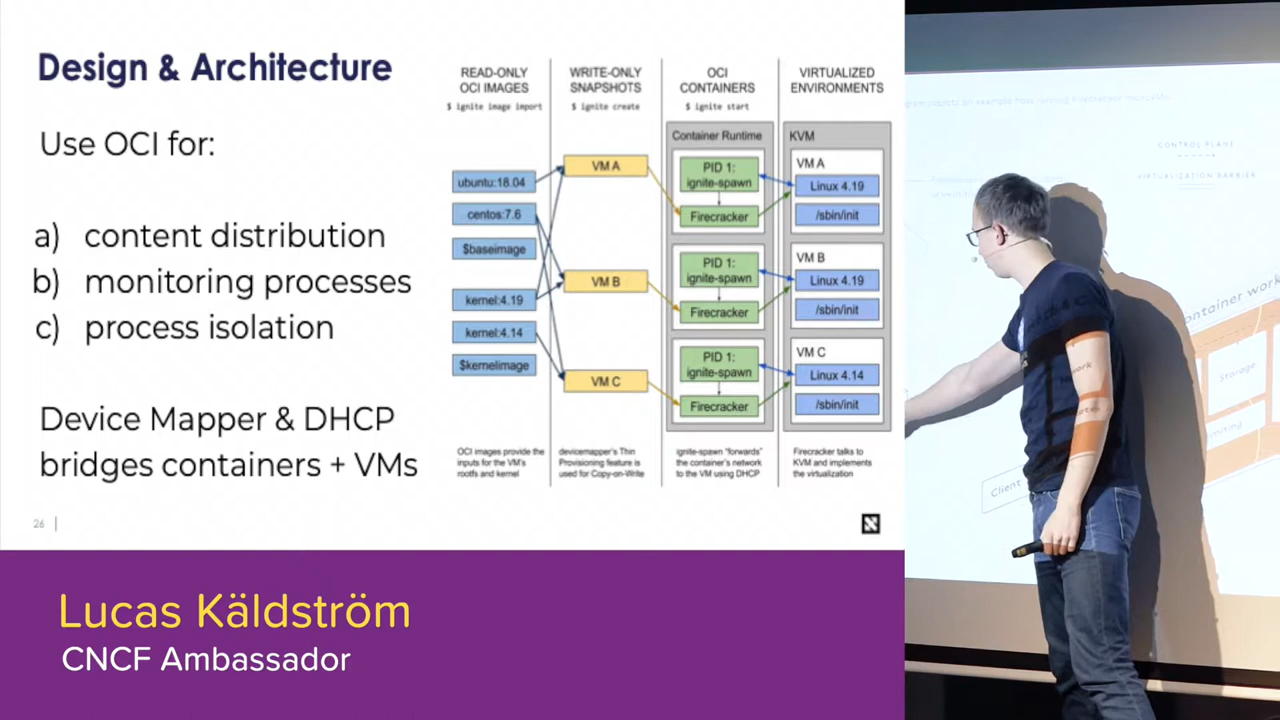 Design & Architecture
Use OCI for:
a) content distribution
b) monitoring processes
c) process isolation
Device Mapper & DHCP
bridges containers + VMs
26
READ-ONLY
OCI IMAGES
$ ignite image import
ubuntu:18.04
centos:7.6
$baseimage
kernel:4.19
kernel:4.14
$kernelimage
OCI images provide the
inputs for the VM's
rootfs and kernel
WRITE-ONLY
SNAPSHOTS
$ ignite create
VM A
VM B
VM C
devicemapper's Thin
Provisioning feature is
used for Copy-on-Write
OCI
CONTAINERS
$ ignite start
Container Runtime
PID 1:
ignite-spawn
Firecracker
PID 1:
ignite-spawn
Firecracker
PID 1:
ignite-spawn
Firecracker
ignite-spawn "forwards"
the container's network
to the VM using DHCP
VIRTUALIZED
ENVIRONMENTS
KVM
VM A
Linux 4.19
/sbin/init
VM B
Linux 4.19
/sbin/init
VM C
Linux 4.14
/sbin/init
Firecracker talks to
KVM and implements
the virtualization
Lucas Käldström
CNCF Ambassador
CONTROL PLANE
VIRTUALIZATION BARRIER
Storage
Client